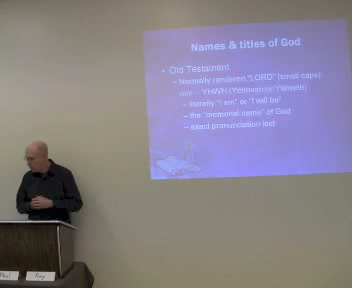 Names & titles of God
• Old Testament
– Normally rendered "LORD" (small caps)
– YHWH (Yehovah or Yahweh)
– literally "I am" or "I will be"
– the "memorial name" of God
– exact pronunciation lost
Paul
Ray